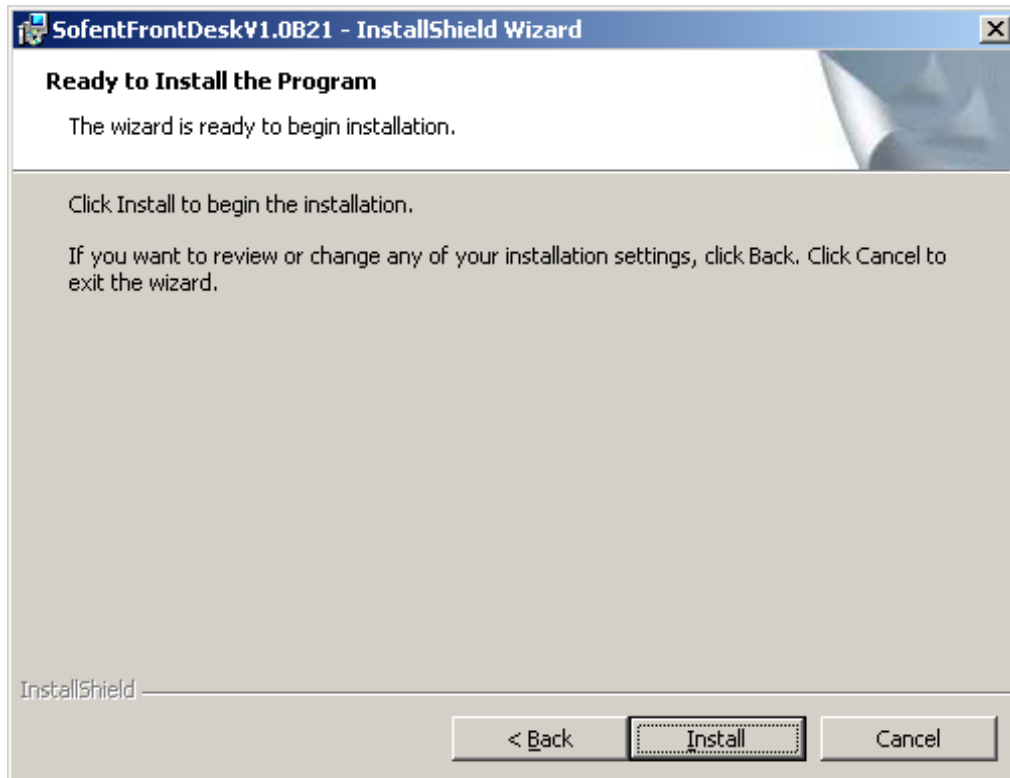 SofentFrontDeskV1.0B21 - InstallShield Wizard
Ready to Install the Program
The wizard is ready to begin installation.
Click Install to begin the installation.
If you want to review or change any of your installation settings, click Back. Click Cancel to
exit the wizard.
InstallShield
< Back Install Cancel